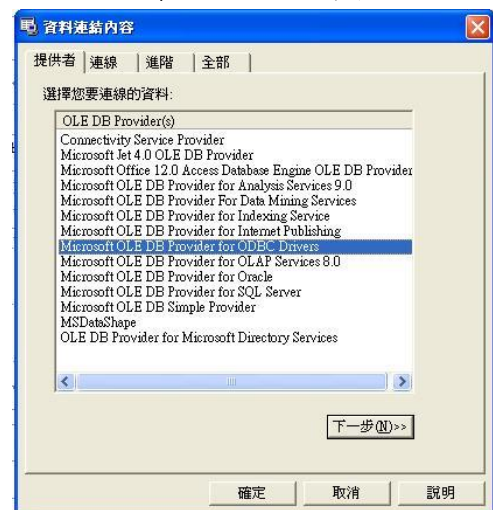 資料連結內容
提供者 連線 進階 全部
選擇您要連線的資料:
OLE DB Provider(s)
Connectivity Service Provider
Microsoft Jet 4.0 OLE DB Provider
Microsoft Office 12.0 Access Database Engine OLE DB Provider
Microsoft OLE DB Provider for Analysis Services 9.0
Microsoft OLE DB Provider For Data Mining Services
Microsoft OLE DB Provider for Indexing Service
Microsoft OLE DB Provider for Internet Publishing
Microsoft OLE DB Provider for ODBC Drivers
Microsoft OLE DB Provider for OLAP Services 8.0
Microsoft OLE DB Provider for Oracle
Microsoft OLE DB Provider for SQL Server
Microsoft OLE DB Simple Provider
MSDataShape
OLE DB Provider for Microsoft Directory Services
下一步(N)>>
確定 取消 說明